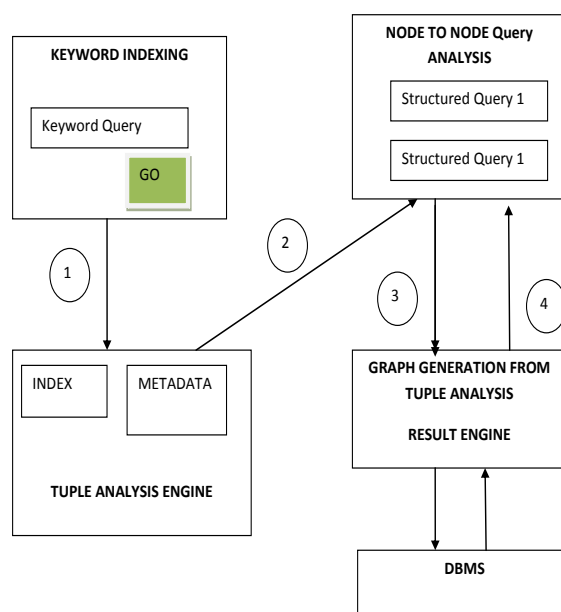 KEYWORD INDEXING
Keyword Query
GO
NODE TO NODE Query
ANALYSIS
Structured Query 1
Structured Query 1
1
2
3
4
INDEX
METADATA
TUPLE ANALYSIS ENGINE
GRAPH GENERATION FROM
TUPLE ANALYSIS
RESULT ENGINE
DBMS